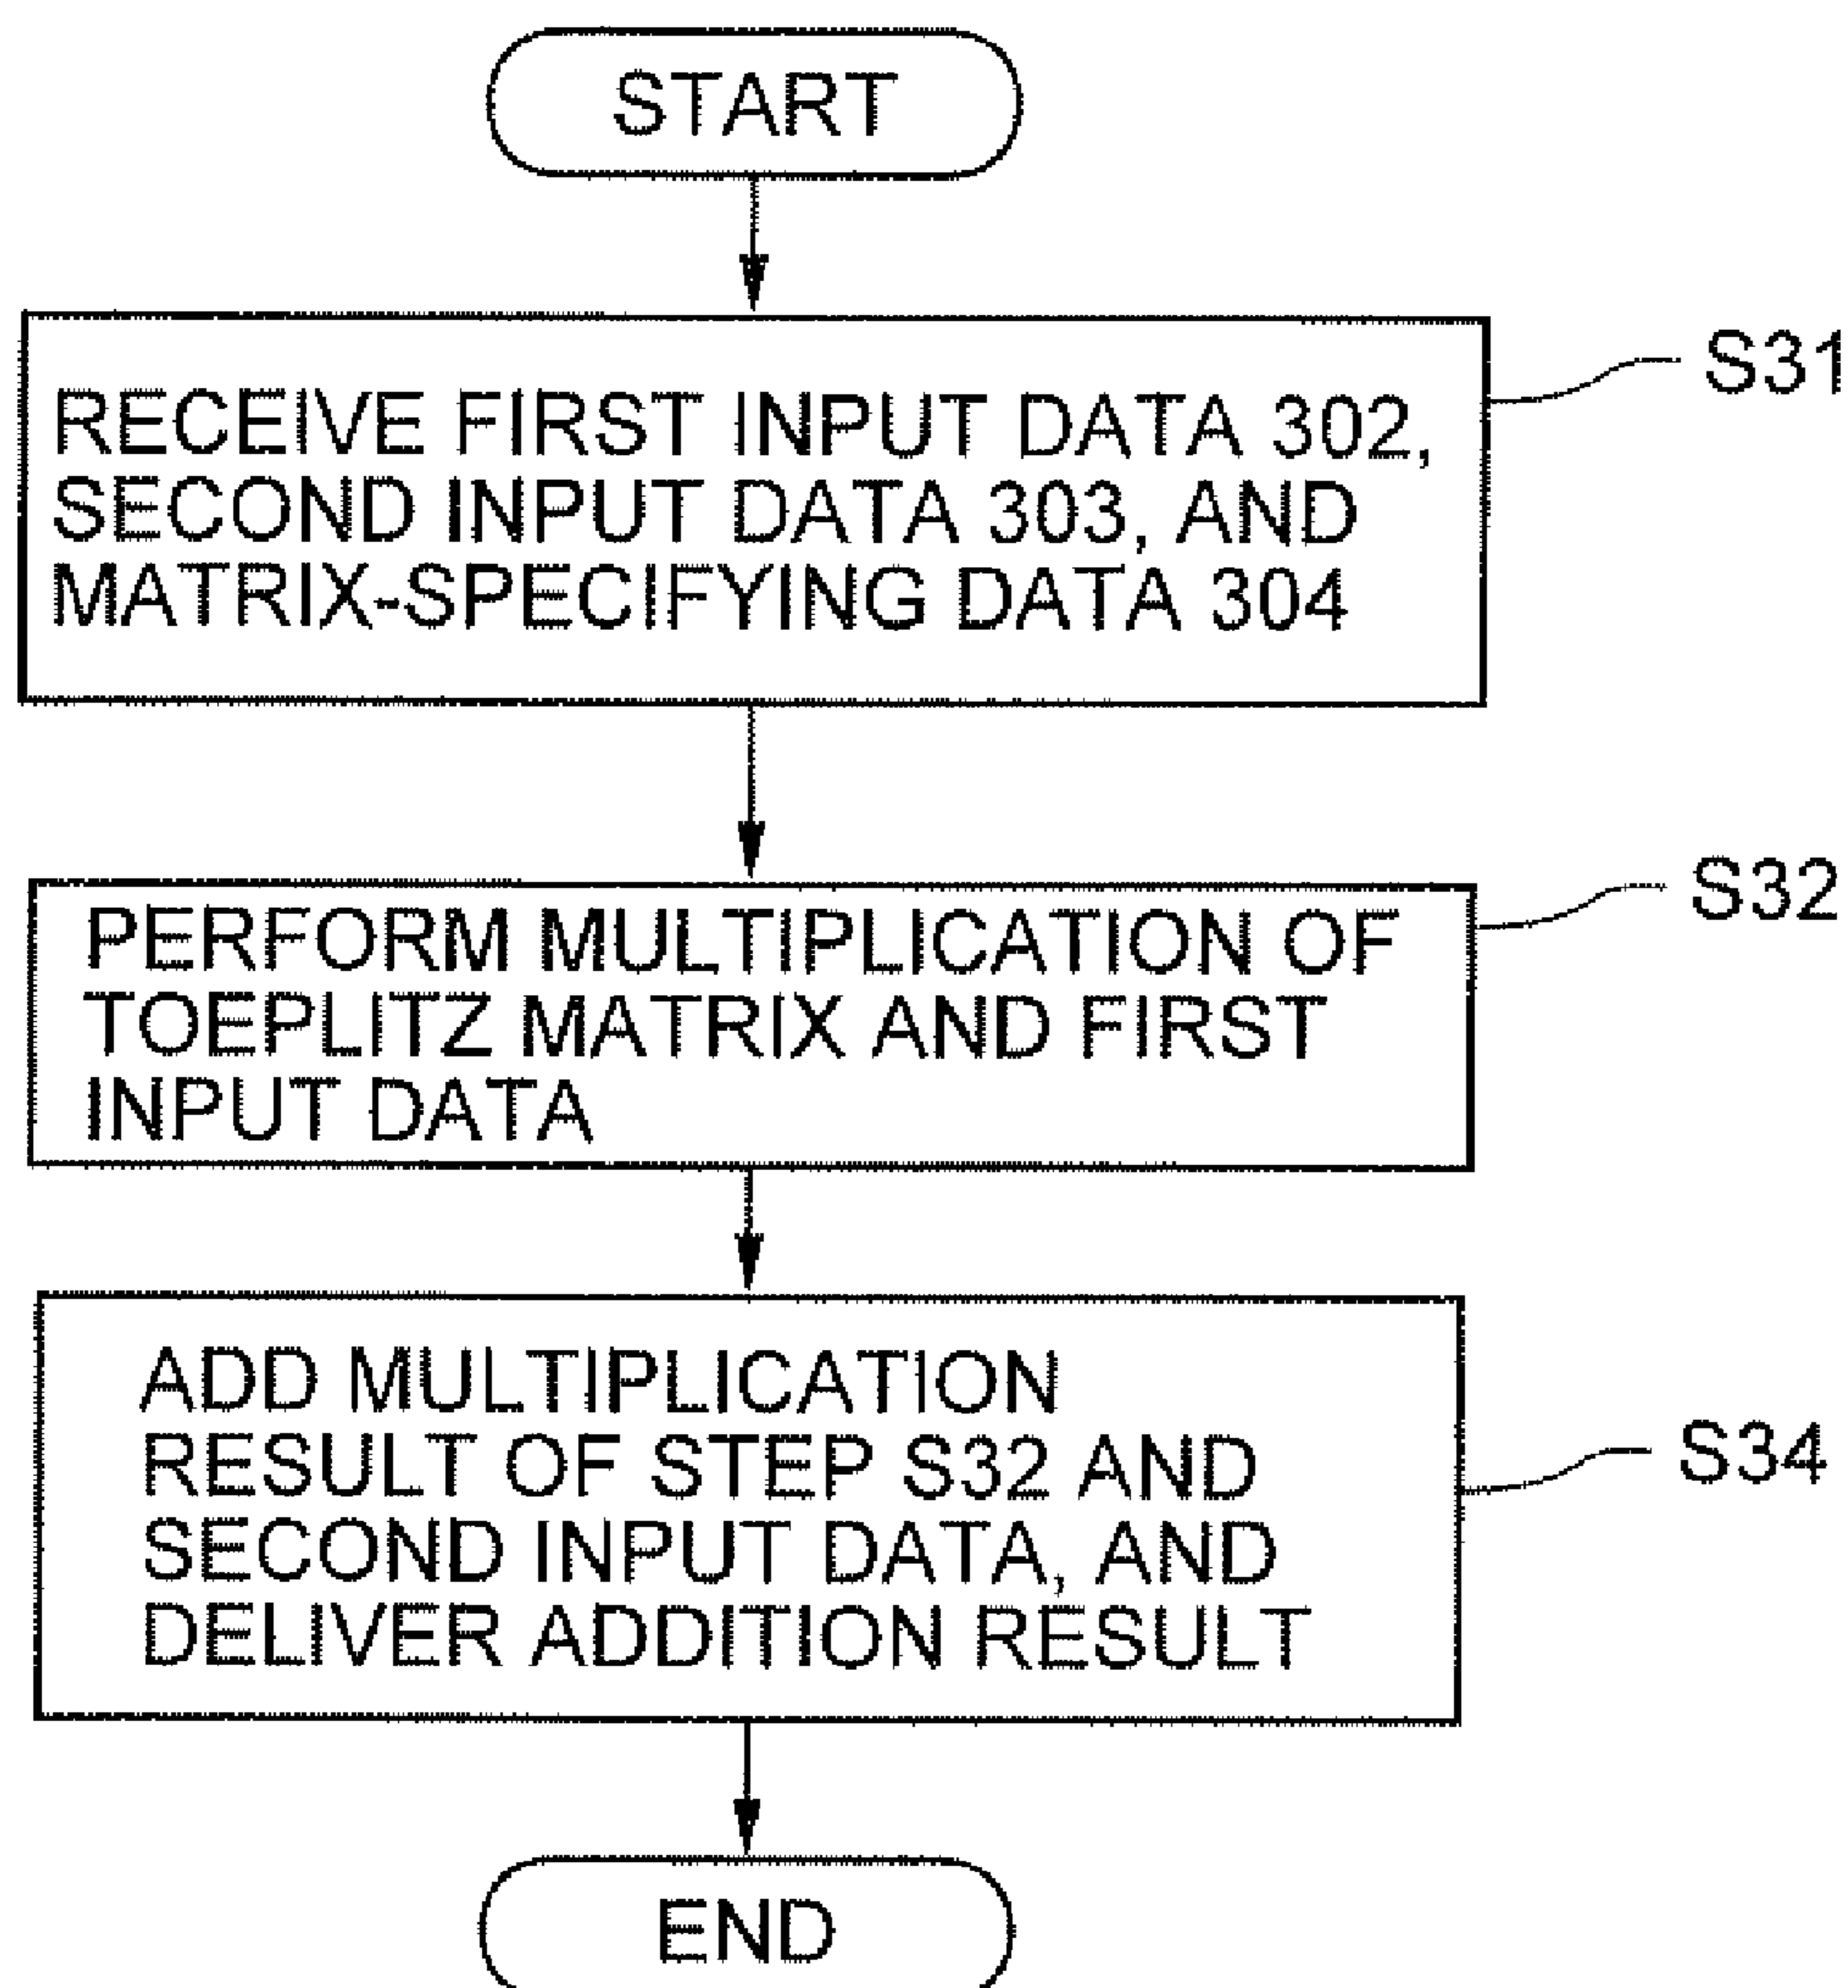 START
RECEIVE FIRST INPUT DATA 302,
SECOND INPUT DATA 303, AND
MATRIX-SPECIFYING DATA 304
S31
PERFORM MULTIPLICATION OF
TOEPLITZ MATRIX AND FIRST
INPUT DATA
S32
ADD MULTIPLICATION
RESULT OF STEP S32 AND
SECOND INPUT DATA, AND
DELIVER ADDITION RESULT
S34
END